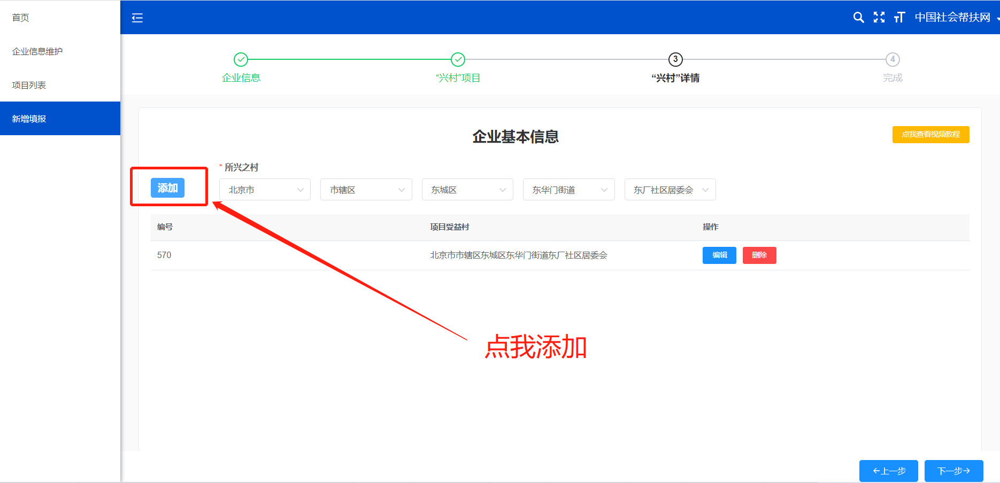 首页
企业信息维护
项目列表
新增填报
中国社会帮扶网
企业信息
“兴村”项目
3
“兴村”详情
4
完成
企业基本信息
点我查看视频教程
* 所兴之村
添加
北京市
市辖区
东城区
东华门街道
东厂社区居委会
编号 项目受益村 操作
570 北京市市辖区东城区东华门街道东厂社区居委会 编辑 删除
点我添加
←上一步 下一步→